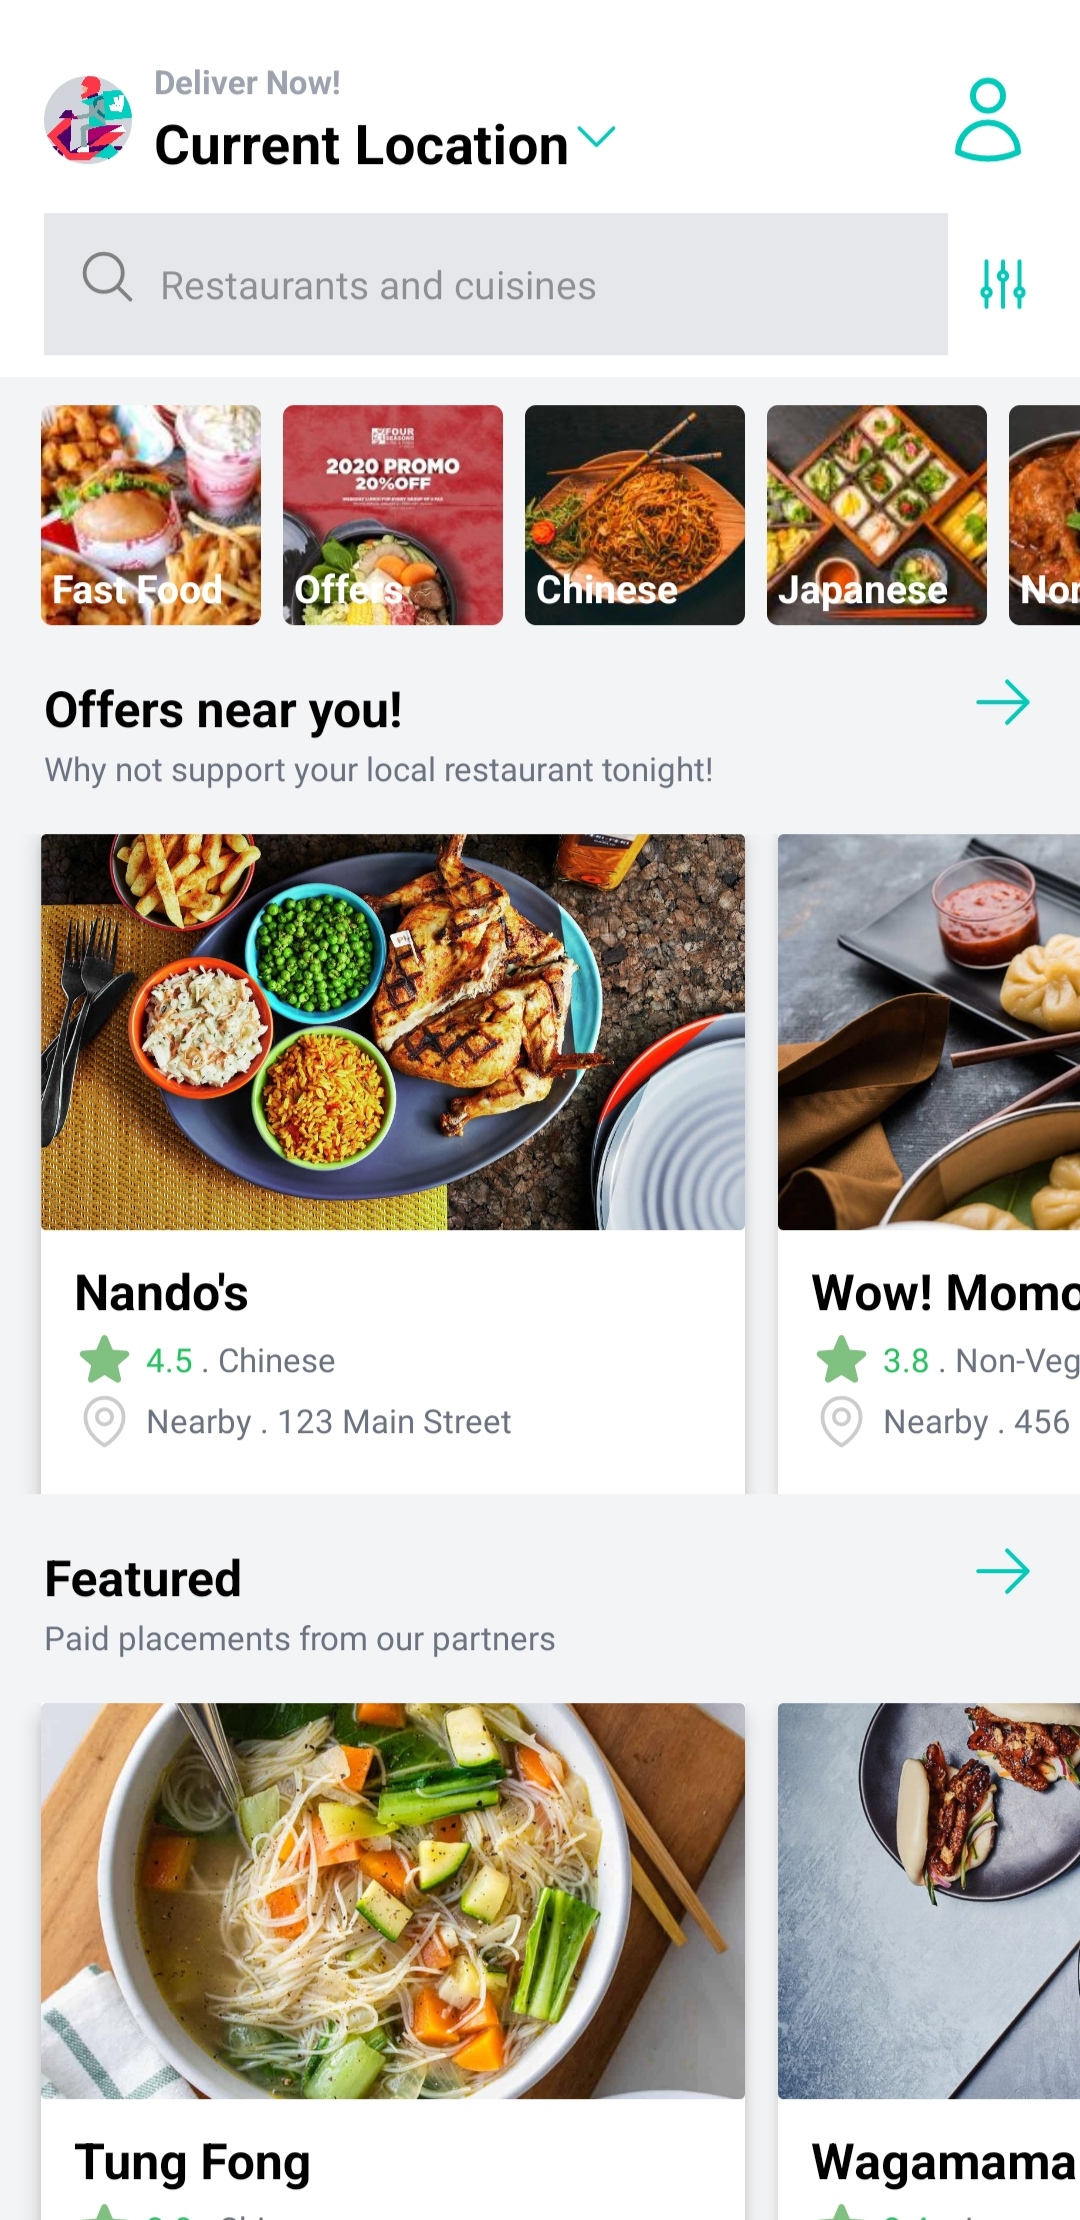 Deliver Now!
Current Location
Restaurants and cuisines
FOUR
SEASONS
2020 PROMO
20%OFF
Fast Food
Offers
Chinese
Japanese
Offers near you!
Why not support your local restaurant tonight!
Nando's
4.5 . Chinese
Nearby . 123 Main Street
Wow! Momo
3.8 . Non-Veg
Nearby . 456
Featured
Paid placements from our partners
Tung Fong
Wagamama